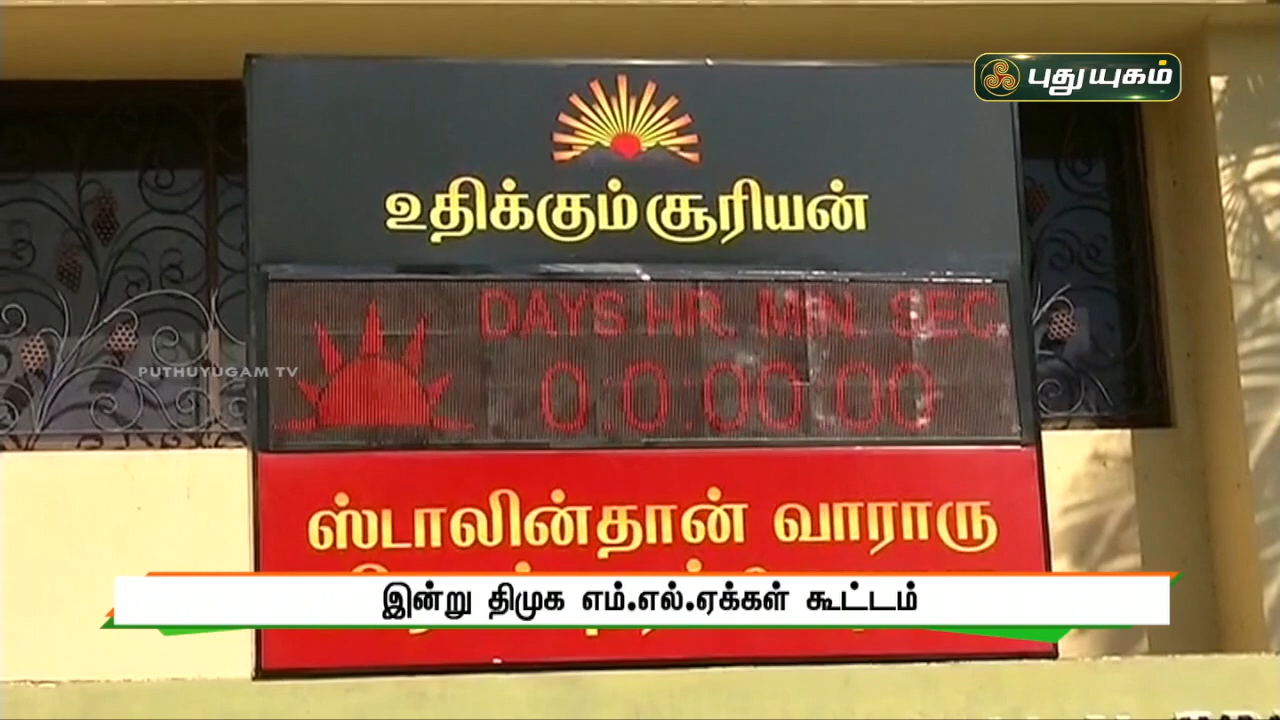 புதுயுகம்
உதிக்கும் சூரியன்
DAYS HR. MIN. SEC.
0:0:00:00
PUTHUYUGAM TV
ஸ்டாலின்தான் வாராரு
இன்று திமுக எம்.எல்.ஏக்கள் கூட்டம்